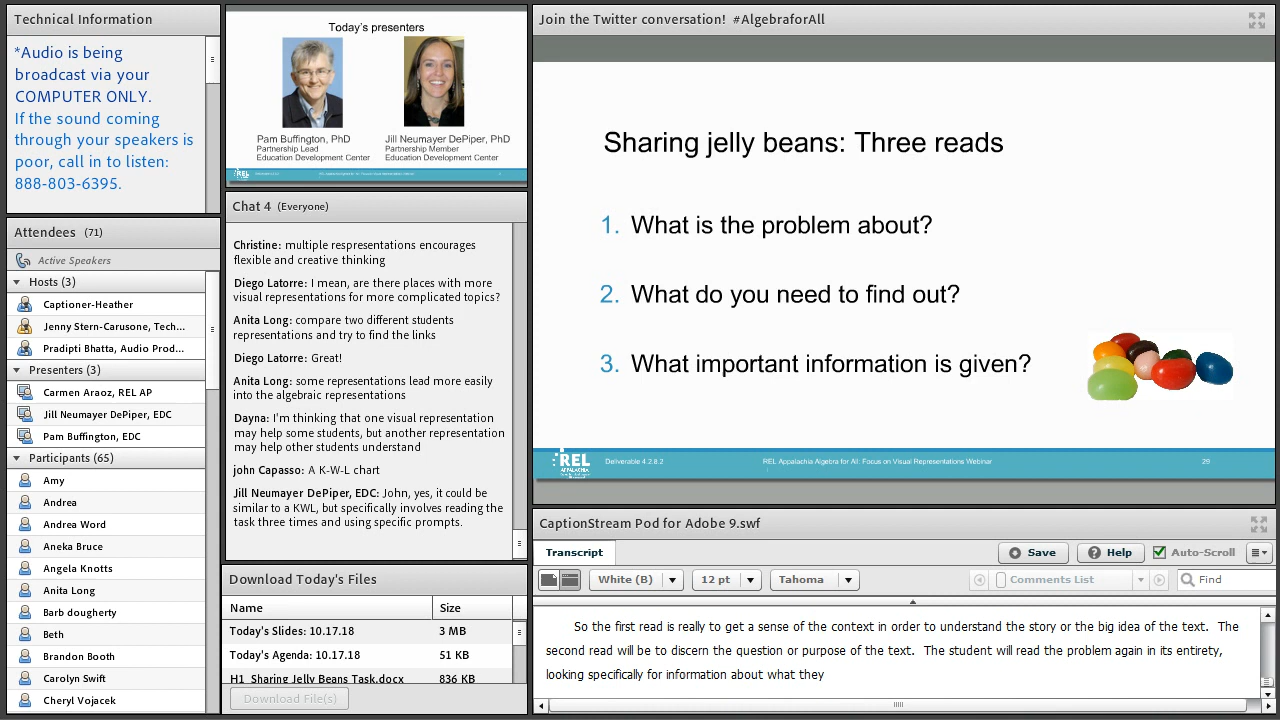 Technical Information
*Audio is being
broadcast via your
COMPUTER ONLY.
If the sound coming
through your speakers is
poor, call in to listen:
888-803-6395.
Attendees (71)
Active Speakers
Hosts (3)
Captioner-Heather
Jenny Stern-Carusone, Tech...
Pradipti Bhatta, Audio Prod...
Presenters (3)
Carmen Araoz, REL AP
Jill Neumayer DePiper, EDC
Pam Buffington, EDC
Participants (65)
Amy
Andrea
Andrea Word
Aneka Bruce
Angela Knotts
Anita Long
Barb dougherty
Beth
Brandon Booth
Carolyn Swift
Cheryl Vojacek
Today's presenters
Pam Buffington, PhD
Partnership Lead
Education Development Center
Jill Neumayer DePiper, PhD
Partnership Member
Education Development Center
REL
Chat 4 (Everyone)
Christine: multiple respresentations encourages
flexible and creative thinking
Diego Latorre: I mean, are there places with more
visual representations for more complicated topics?
Anita Long: compare two different students
representations and try to find the links
Diego Latorre: Great!
Anita Long: some representations lead more easily
into the algebraic representations
Dayna: I'm thinking that one visual representation
may help some students, but another representation
may help other students understand
john Capasso: A K-W-L chart
Jill Neumayer DePiper, EDC: John, yes, it could be
similar to a KWL, but specifically involves reading the
task three times and using specific prompts.
Download Today's Files
Name Size
Today's Slides: 10.17.18 3 MB
Today's Agenda: 10.17.18 51 KB
H1_Sharing Jelly Beans Task.docx 836 KB
Download File(s)
Join the Twitter conversation! #AlgebraforAll
Sharing jelly beans: Three reads
1. What is the problem about?
2. What do you need to find out?
3. What important information is given?
REL
APPALACHIA
Deliverable 4.2.8.2
REL Appalachia Algebra for All: Focus on Visual Representations Webinar
29
CaptionStream Pod for Adobe 9.swf
Transcript
Save
Help
Auto-Scroll
White (B)
12 pt
Tahoma
Comments List
Find
So the first read is really to get a sense of the context in order to understand the story or the big idea of the text. The
second read will be to discern the question or purpose of the text. The student will read the problem again in its entirety,
looking specifically for information about what they